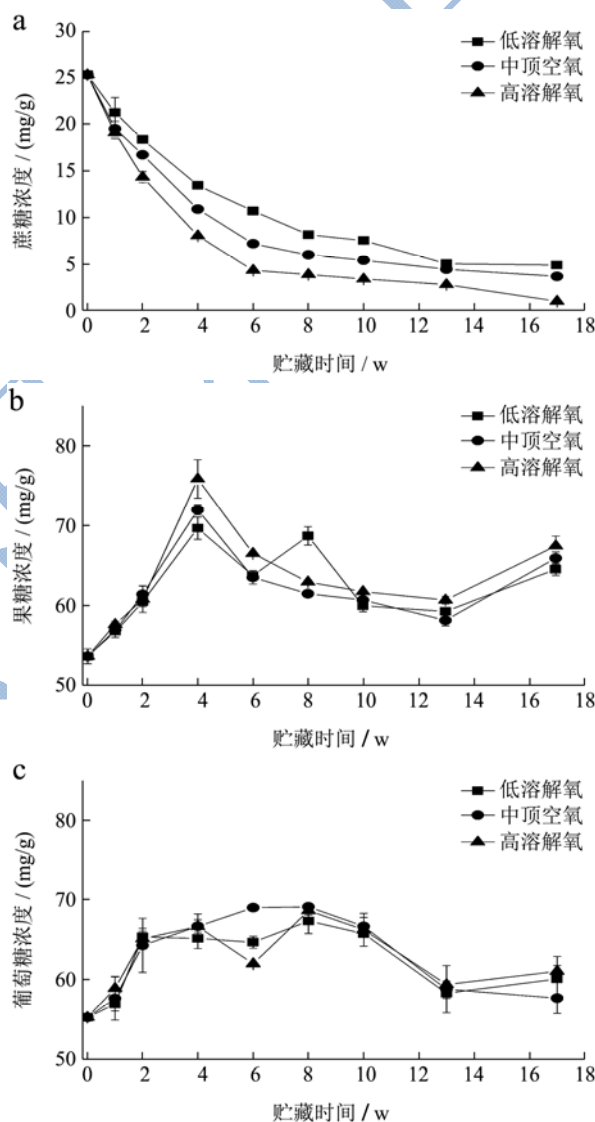 a
30
25
20
15
10
5
0
蔗糖浓度 / (mg/g)
低溶解氧
中顶空氧
高溶解氧
0 2 4 6 8 10 12 14 16 18
贮藏时间 / w
b
80
70
60
50
果糖浓度 / (mg/g)
低溶解氧
中顶空氧
高溶解氧
0 2 4 6 8 10 12 14 16 18
贮藏时间 / w
c
80
70
60
50
葡萄糖浓度 / (mg/g)
低溶解氧
中顶空氧
高溶解氧
0 2 4 6 8 10 12 14 16 18
贮藏时间 / w